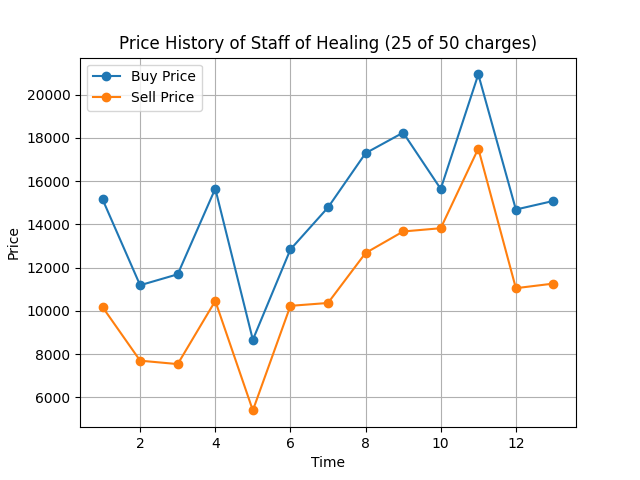 Price History of Staff of Healing (25 of 50 charges)
Buy Price
Sell Price
Price
20000
18000
16000
14000
12000
10000
8000
6000
2
4
6
8
10
12
Time